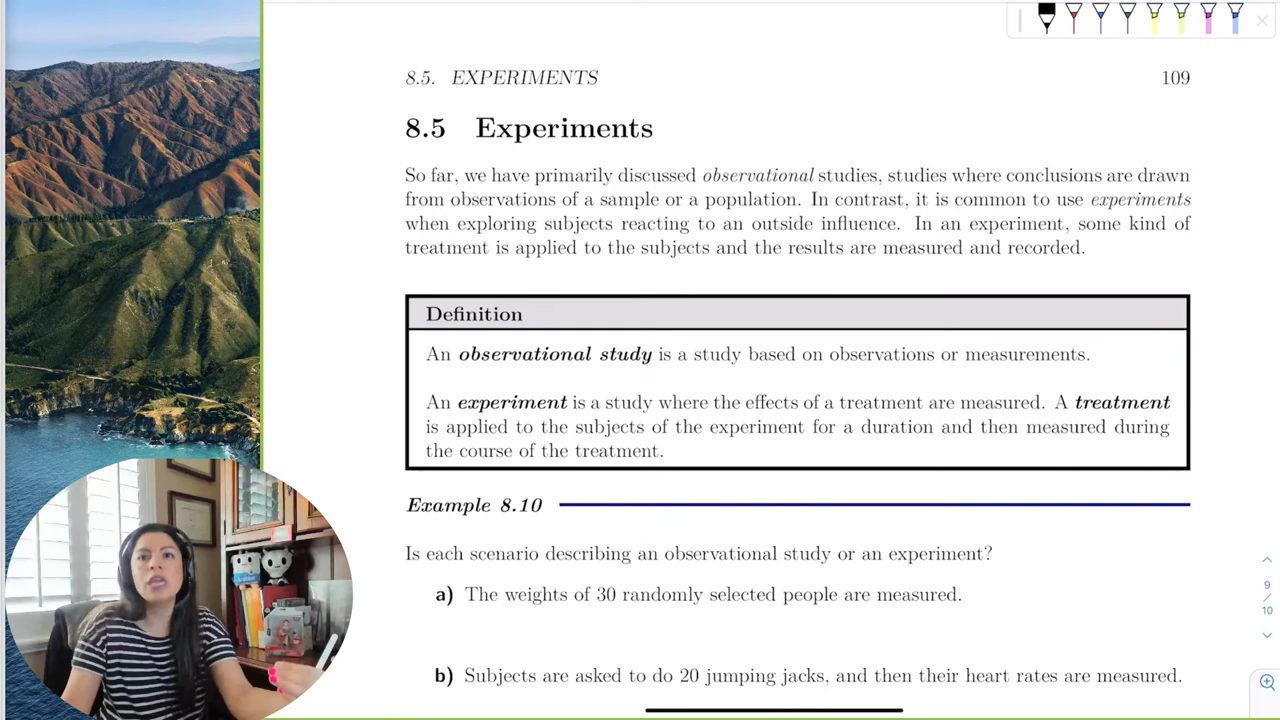 8.5. EXPERIMENTS 109
8.5 Experiments
So far, we have primarily discussed observational studies, studies where conclusions are drawn
from observations of a sample or a population. In contrast, it is common to use experiments
when exploring subjects reacting to an outside influence. In an experiment, some kind of
treatment is applied to the subjects and the results are measured and recorded.
Definition
An observational study is a study based on observations or measurements.
An experiment is a study where the effects of a treatment are measured. A treatment
is applied to the subjects of the experiment for a duration and then measured during
the course of the treatment.
Example 8.10
Is each scenario describing an observational study or an experiment?
a) The weights of 30 randomly selected people are measured.
b) Subjects are asked to do 20 jumping jacks, and then their heart rates are measured.
9
/
10